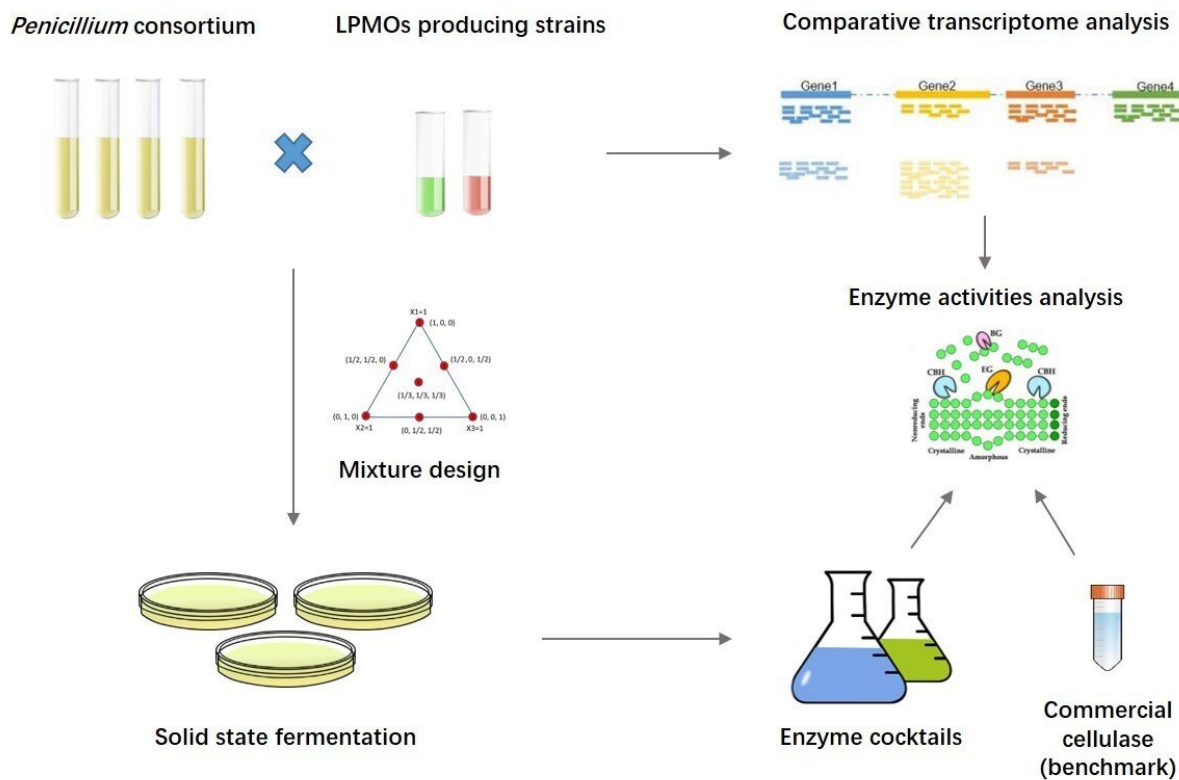 Penicillium consortium
LPMOs producing strains
Comparative transcriptome analysis
Gene1
Gene2
Gene3
Gene4
Enzyme activities analysis
BG
CBH
EG
CBH
Nonreducing
ends
Reducing ends
Crystalline
Amorphous
Crystalline
X1=1
(1, 0, 0)
(1/2, 1/2, 0)
(1/2, 0, 1/2)
(1/3, 1/3, 1/3)
(0, 1, 0)
(0, 0, 1)
X2=1
(0, 1/2, 1/2)
X3=1
Mixture design
Solid state fermentation
Enzyme cocktails
Commercial
cellulase
(benchmark)